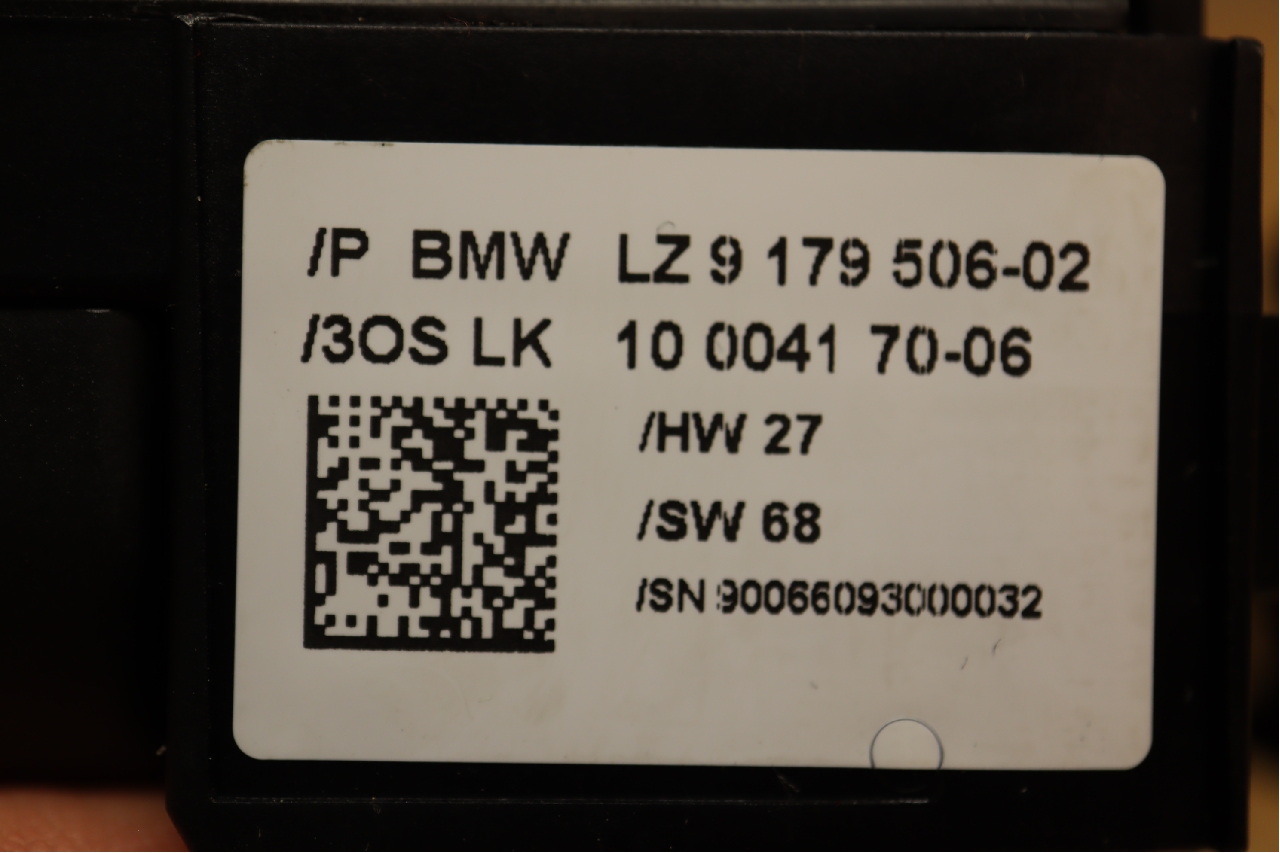 /P BMW LZ 9 179 506-02
/3OS LK 10 0041 70-06
/HW 27
/SW 68
/SN 90066093000032